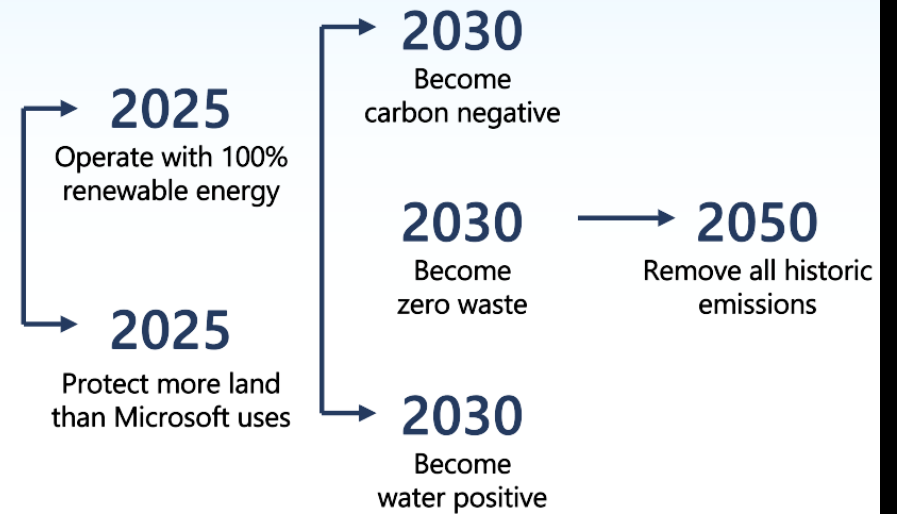 2025
Operate with 100%
renewable energy
2025
Protect more land
than Microsoft uses
2030
Become
carbon negative
2030
Become
zero waste
2030
Become
water positive
2050
Remove all historic
emissions